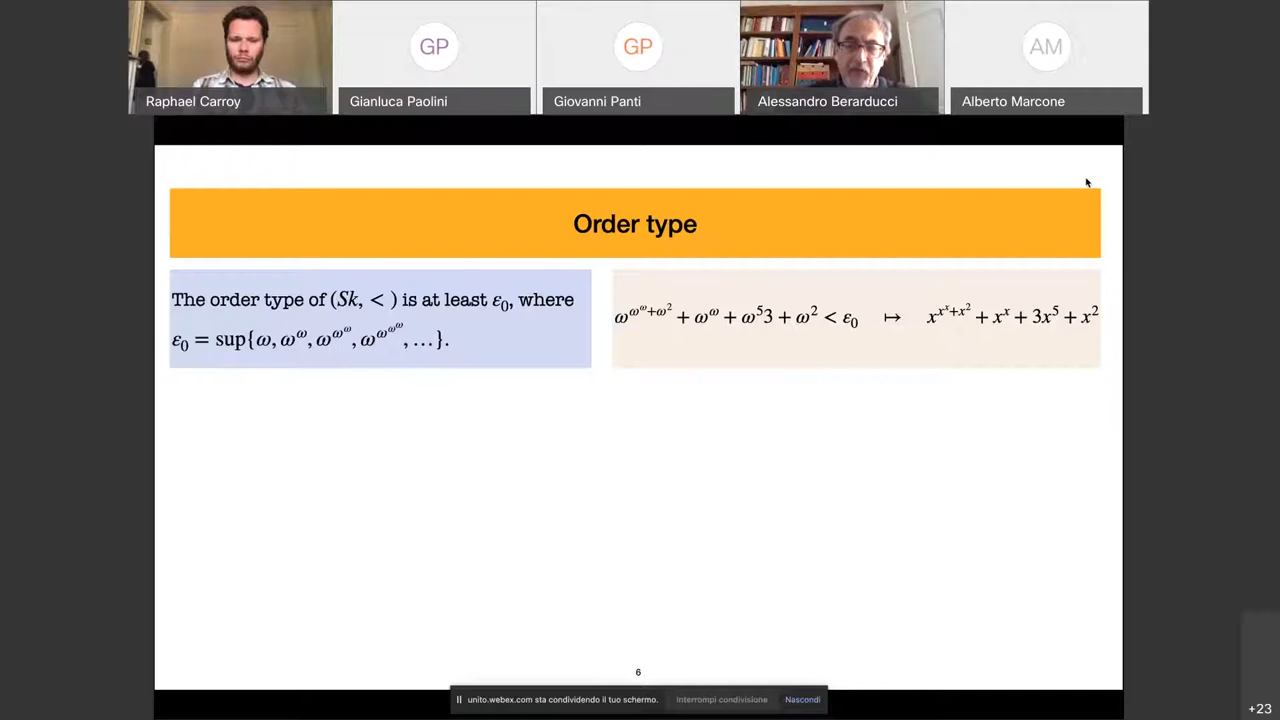 GP
GP
AM
Raphael Carroy
Gianluca Paolini
Giovanni Panti
Alessandro Berarducci
Alberto Marcone
Order type
The order type of (Sk, < ) is at least ε₀, where
ε₀ = sup{ω, ω^ω, ω^{ω^ω}, ω^{ω^{ω^ω}}, …}.
ω^{ω^ω+ω²} + ω^ω + ω⁵3 + ω² < ε₀ ↦ x^{x^x+x²} + x^x + 3x⁵ + x²
6
unito.webex.com sta condividendo il tuo schermo. Interrompi condivisione Nascondi
+23